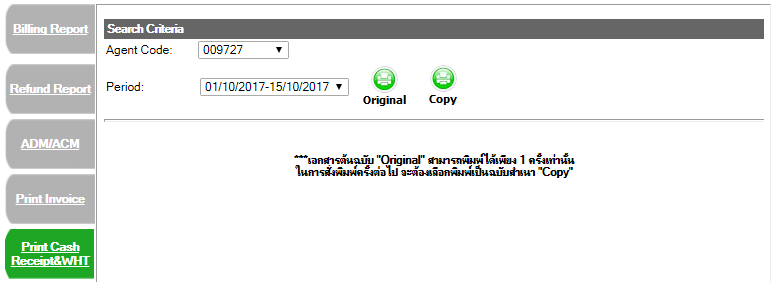 Billing Report
Refund Report
ADM/ACM
Print Invoice
Print Cash
Receipt&WHT
Search Criteria
Agent Code: 009727
Period: 01/10/2017-15/10/2017
Original Copy
***เอกสารต้นฉบับ "Original" สามารถพิมพ์ได้เพียง 1 ครั้งเท่านั้น
ในการสั่งพิมพ์ครั้งต่อไป จะต้องเลือกพิมพ์เป็นฉบับสำเนา "Copy"